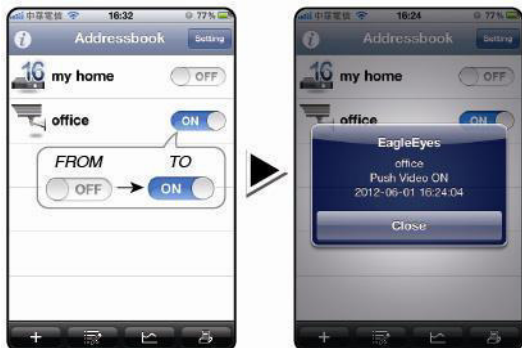 中華電信 16:32 77%
Addressbook Setting
16 my home OFF
office ON
FROM TO
OFF ON
中華電信 16:24 77%
Addressbook Setting
16 my home OFF
office ON
EagleEyes
office
Push Video ON
2012-06-01 16:24:04
Close